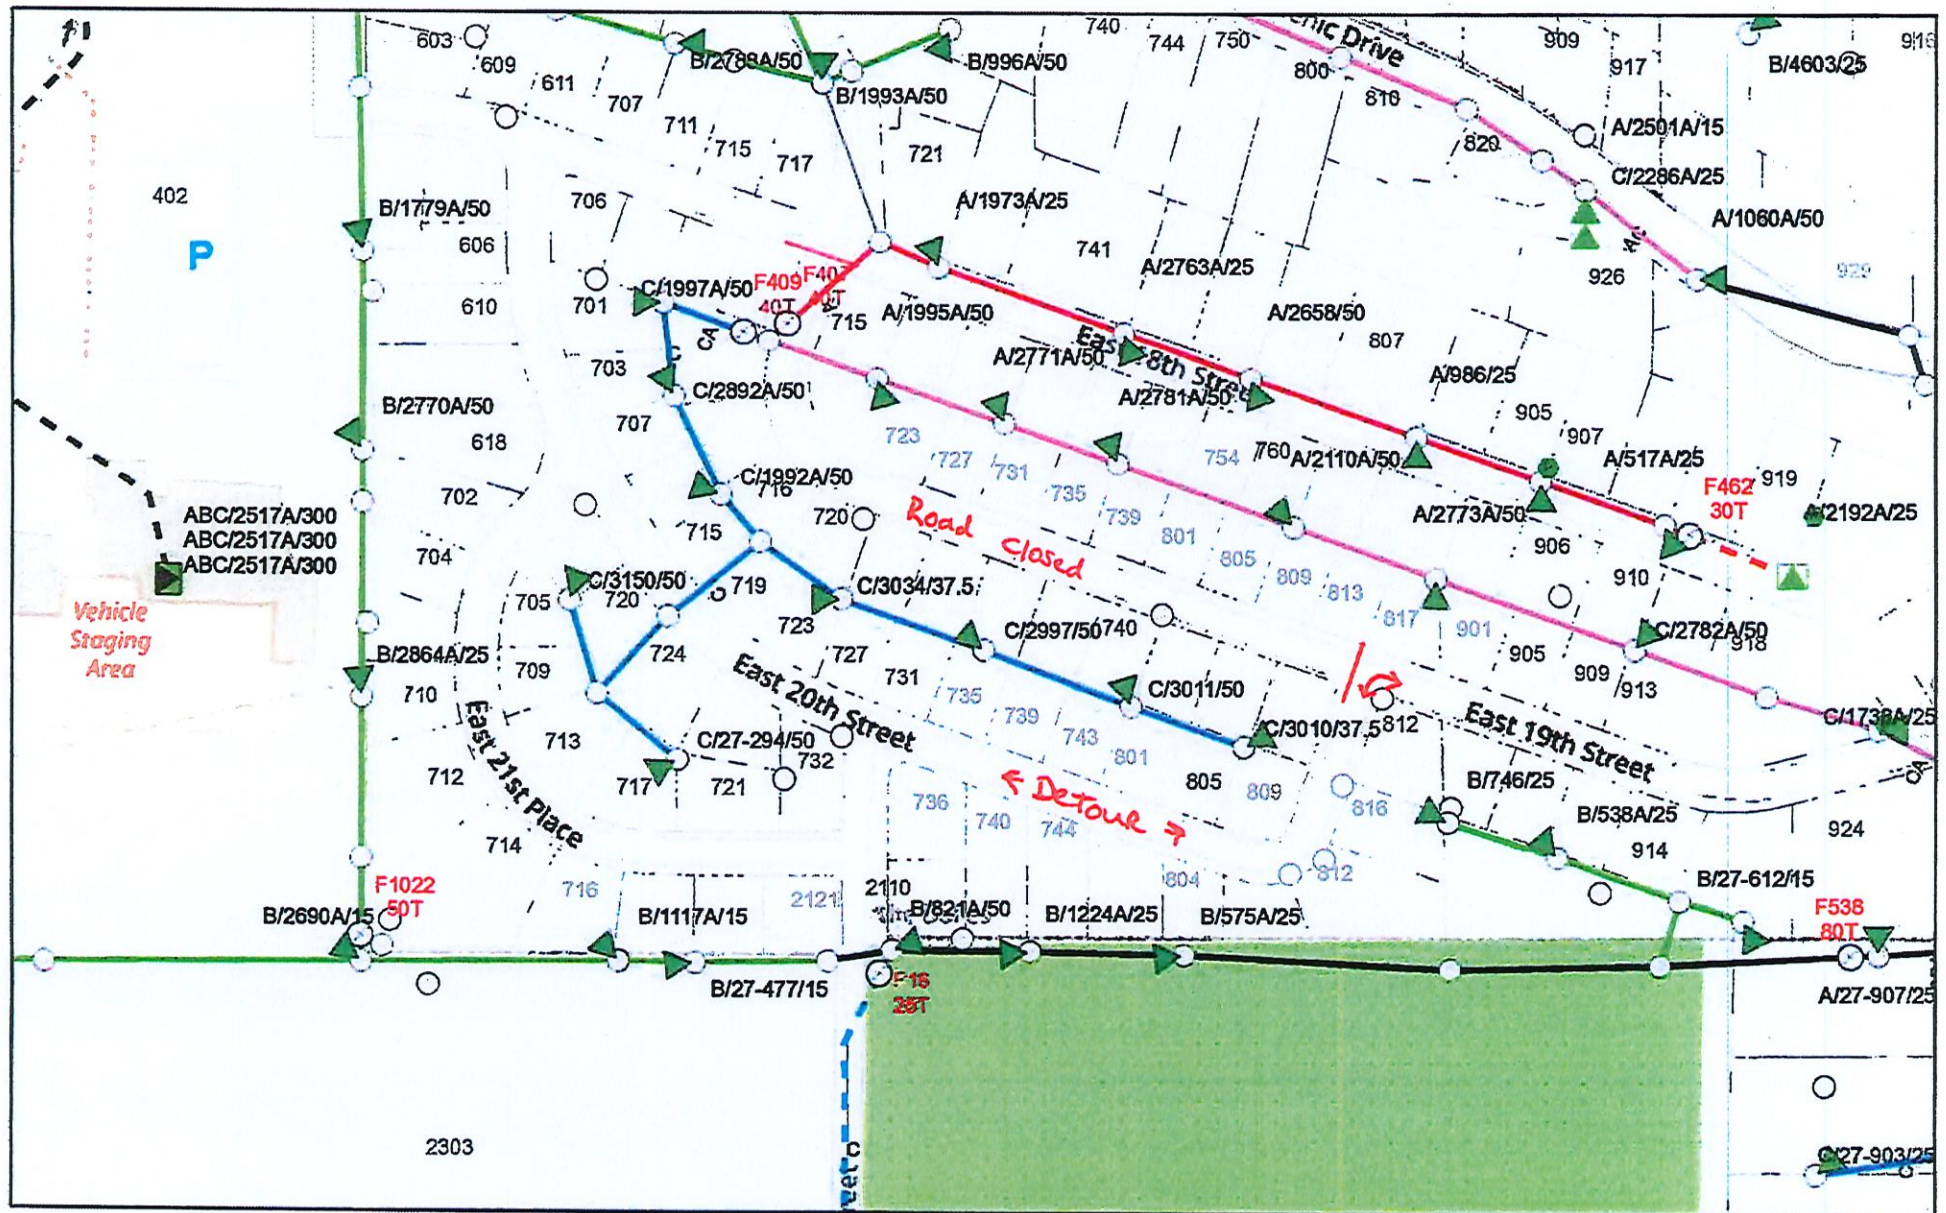 603
609
611
707
711
715
717
B/2788A/50
B/1993A/50
B/996A/50
721
740
744
750
800
810
820
909
917
B/4603/25
A/2501A/15
C/2286A/25
A/1060A/50
926
929
402
P
B/1779A/50
606
610
706
701
C/1997A/50
F409
40T
715
A/1973A/25
741
A/1995A/50
A/2763A/25
A/2658/50
807
A/2771A/50
East 18th Street
A/2781A/50
A/986/25
905
907
A/517A/25
F462
30T
919
A/2192A/25
703
C
CA
C/2892A/50
707
B/2770A/50
618
702
723
727
731
735
739
801
805
809
813
817
901
754
760
A/2110A/50
A/2773A/50
906
910
C/1992A/50
716
720
715
Road Closed
ABC/2517A/300
ABC/2517A/300
ABC/2517A/300
704
Vehicle
Staging
Area
705
C/3150/50
720
719
C
C/3034/37.5
723
C/2997/50
740
C/2782A/50
918
905
909
913
B/2864A/25
710
709
724
727
731
735
739
743
801
C/3011/50
805
809
C/3010/37.5
812
East 19th Street
C/1738A/25
CA
East 20th Street
East 21st Place
713
712
C/27-294/50
717
721
732
714
716
736
740
744
← Detour →
816
804
812
B/746/25
B/538A/25
914
924
B/27-612/15
F538
80T
F1022
50T
B/2690A/15
B/1117A/15
2121
2110
B/821A/50
B/1224A/25
B/575A/25
B/27-477/15
F16
25T
A/27-907/25
2303
C/27-903/25
C